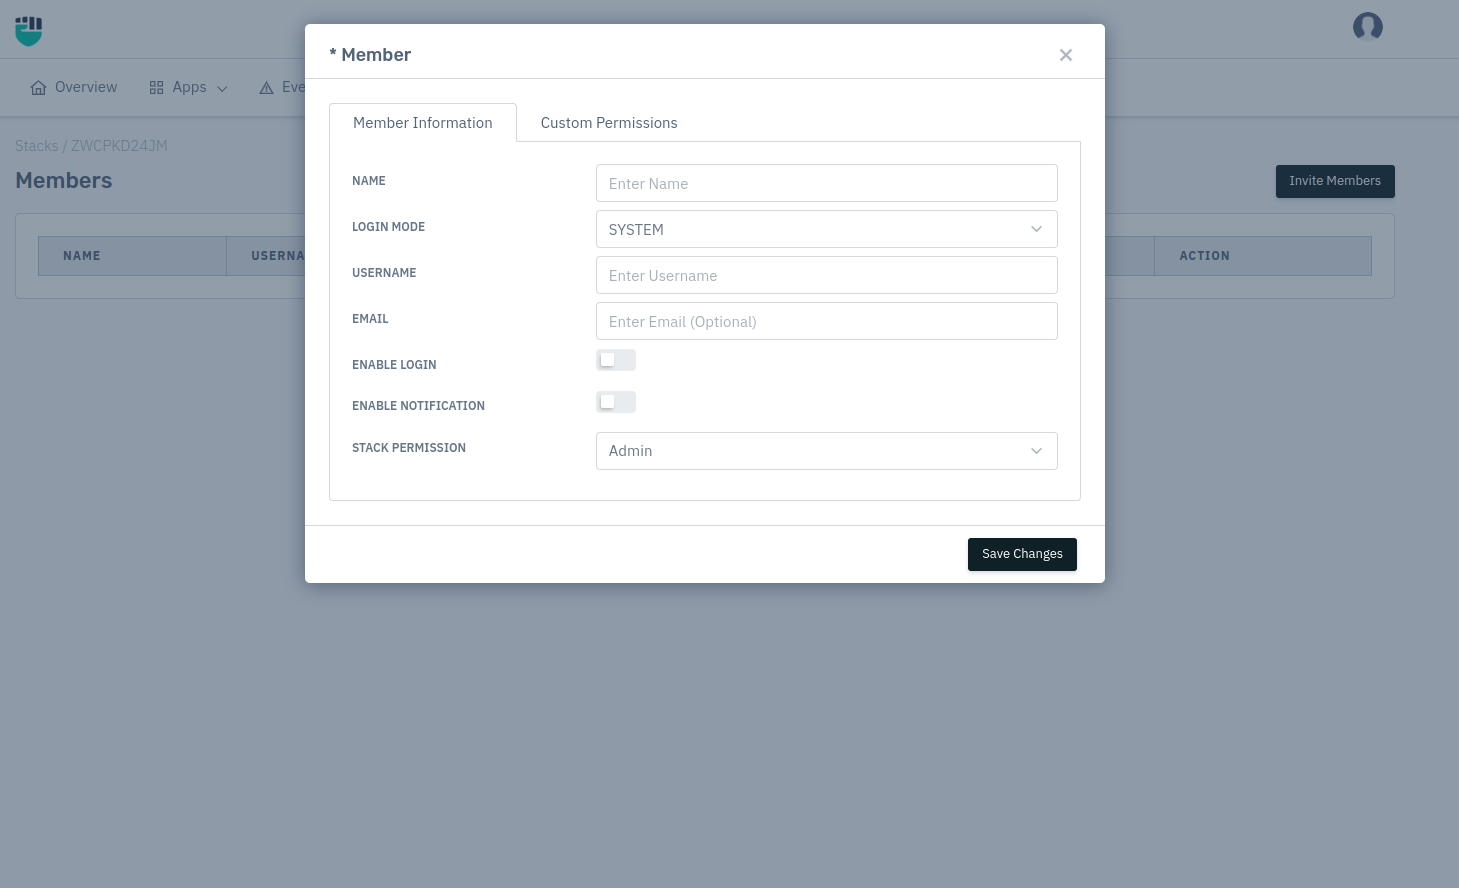 * Member
×
Overview
Apps
Eve
Member Information
Custom Permissions
Stacks / ZWCPKD24JM
Members
Invite Members
NAME
USERNA
ACTION
NAME
Enter Name
LOGIN MODE
SYSTEM
USERNAME
Enter Username
EMAIL
Enter Email (Optional)
ENABLE LOGIN
ENABLE NOTIFICATION
STACK PERMISSION
Admin
Save Changes